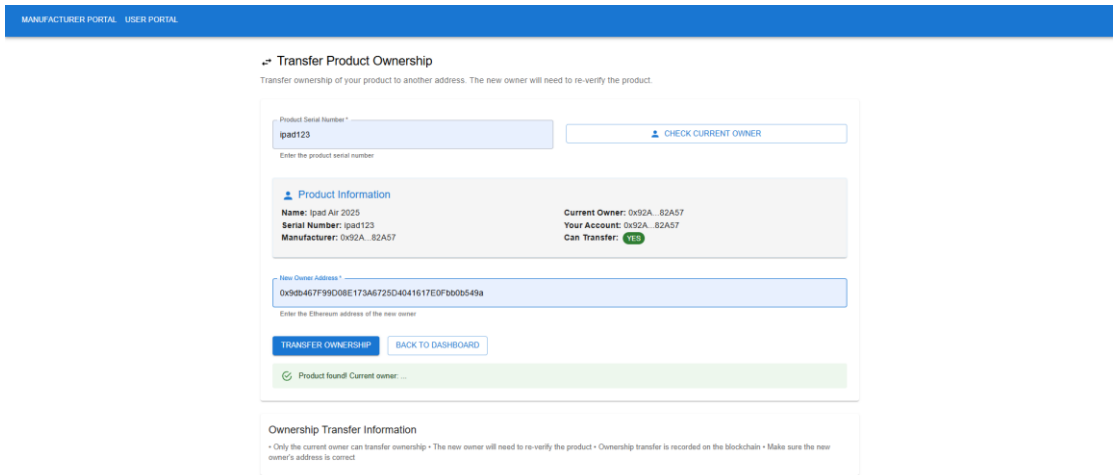 MANUFACTURER PORTAL USER PORTAL
Transfer Product Ownership
Transfer ownership of your product to another address. The new owner will need to re-verify the product.
Product Serial Number *
ipad123
CHECK CURRENT OWNER
Enter the product serial number
Product Information
Name: Ipad Air 2025
Current Owner: 0x92A...82A57
Serial Number: ipad123
Your Account: 0x92A...82A57
Manufacturer: 0x92A...82A57
Can Transfer: YES
New Owner Address *
0x9db467F99D08E173A6725D4041617E0Fbb0b549a
Enter the Ethereum address of the new owner
TRANSFER OWNERSHIP BACK TO DASHBOARD
Product found! Current owner: ...
Ownership Transfer Information
• Only the current owner can transfer ownership • The new owner will need to re-verify the product • Ownership transfer is recorded on the blockchain • Make sure the new
owner's address is correct